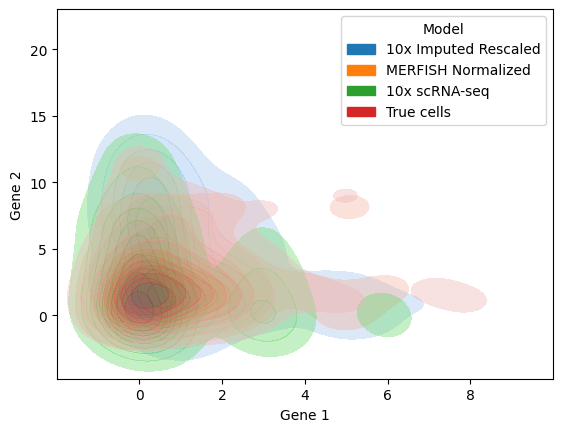 Model
10x Imputed Rescaled
MERFISH Normalized
10x scRNA-seq
True cells
20
15
10
5
0
Gene 2
0 2 4 6 8
Gene 1